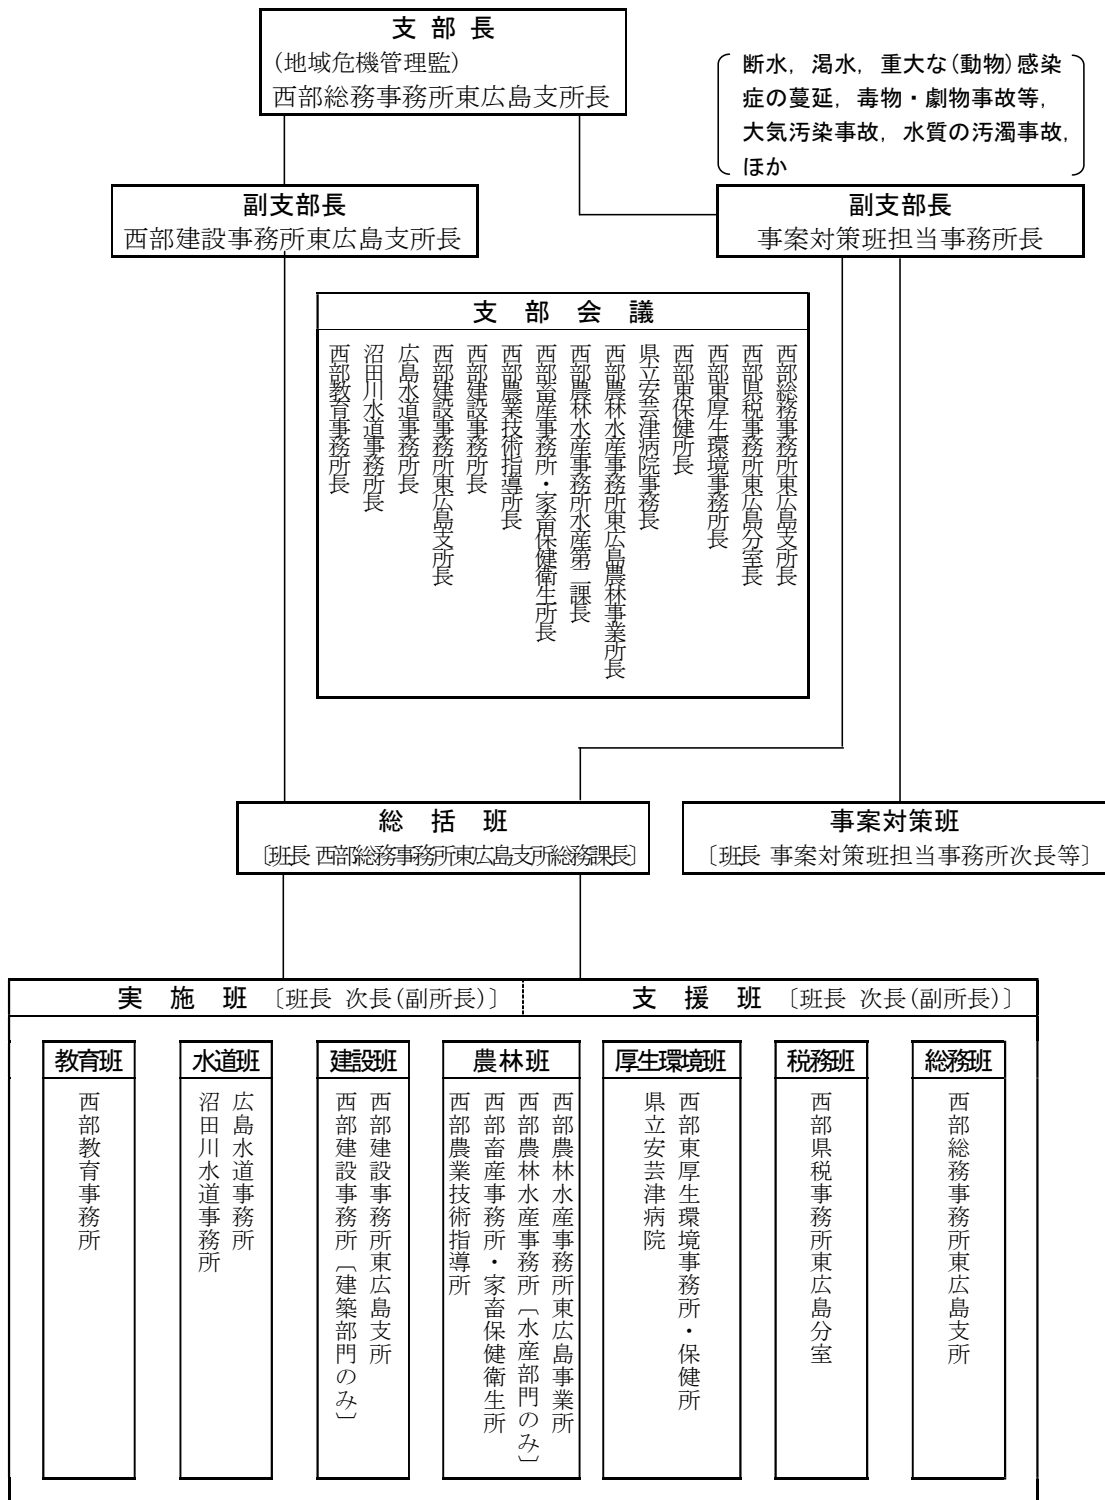 支部長
(地域危機管理監)
西部総務事務所東広島支所長
断水，渇水，重大な(動物)感染
症の蔓延，毒物・劇物事故等，
大気汚染事故，水質の汚濁事故，
ほか
副支部長
西部建設事務所東広島支所長
副支部長
事案対策班担当事務所長
支部会議
西部総務事務所東広島支所長
西部県税事務所東広島分室長
西部東厚生環境事務所長
西部東保健所長
県立安芸津病院事務長
西部農林水産事務所東広島農林事業所長
西部農林水産事務所水産第二課長
西部畜産事務所・家畜保健衛生所長
西部農業技術指導所長
西部建設事務所長
西部建設事務所東広島支所長
広島水道事務所長
沼田川水道事務所長
西部教育事務所長
総括班
〔班長 西部総務事務所東広島支所総務課長〕
事案対策班
〔班長 事案対策班担当事務所次長等〕
実施班 〔班長 次長(副所長)〕
支援班 〔班長 次長(副所長)〕
教育班
西部教育事務所
水道班
広島水道事務所
沼田川水道事務所
建設班
西部建設事務所東広島支所
西部建設事務所〔建築部門のみ〕
農林班
西部農林水産事務所東広島事業所
西部農林水産事務所〔水産部門のみ〕
西部畜産事務所・家畜保健衛生所
西部農業技術指導所
厚生環境班
西部東厚生環境事務所・保健所
県立安芸津病院
税務班
西部県税事務所東広島分室
総務班
西部総務事務所東広島支所